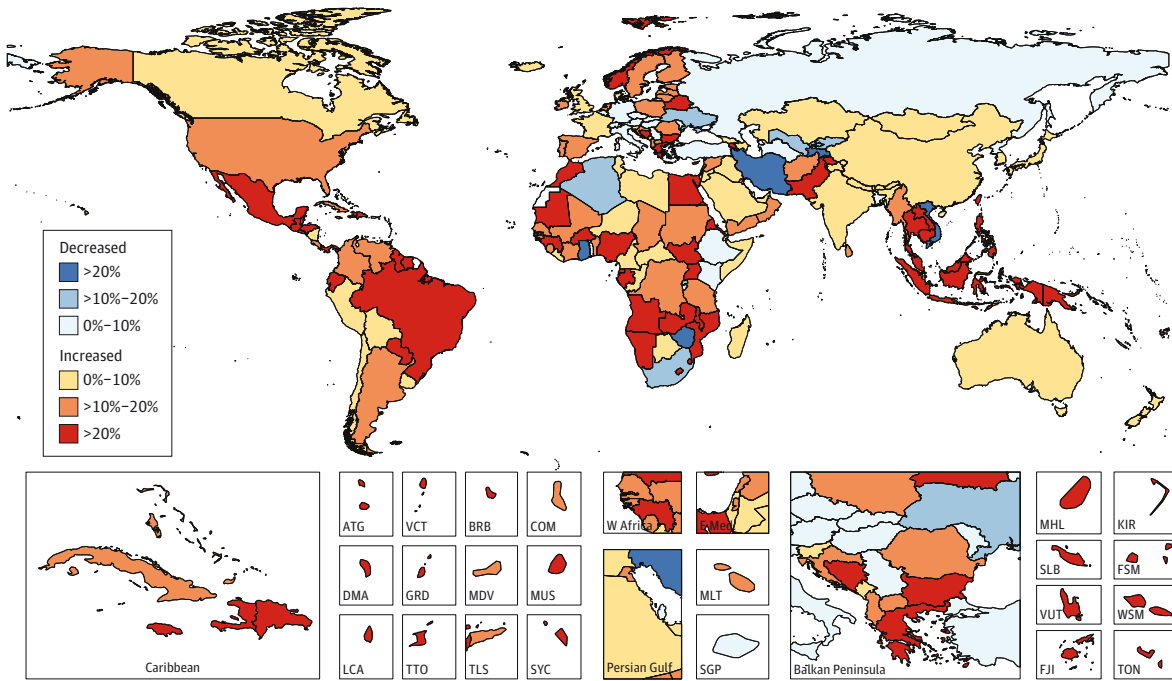 Decreased
>20%
>10%–20%
0%–10%
Increased
0%–10%
>10%–20%
>20%
Caribbean
ATG
VCT
BRB
COM
DMA
GRD
MDV
MUS
LCA
TTO
TLS
SYC
W Africa
E Med
Persian Gulf
MLT
SGP
Balkan Peninsula
MHL
KIR
SLB
FSM
VUT
WSM
FJI
TON